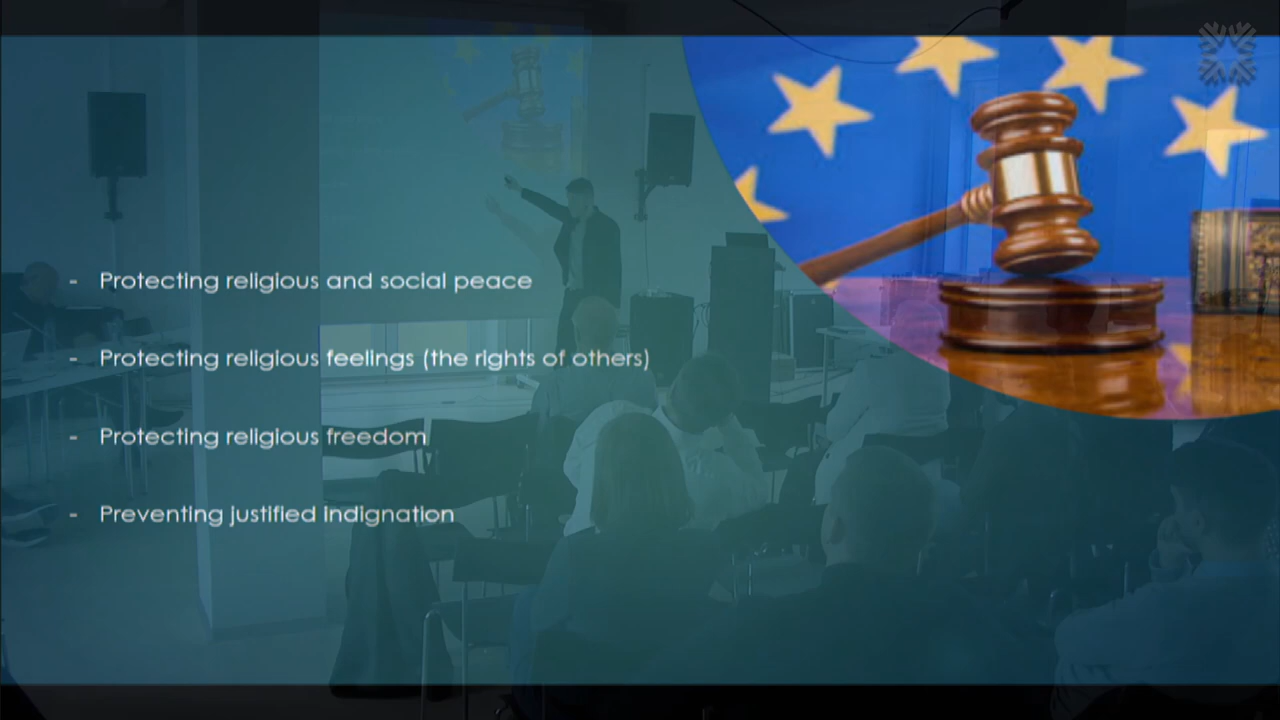 - Protecting religious and social peace
- Protecting religious feelings (the rights of others)
- Protecting religious freedom
- Preventing justified indignation